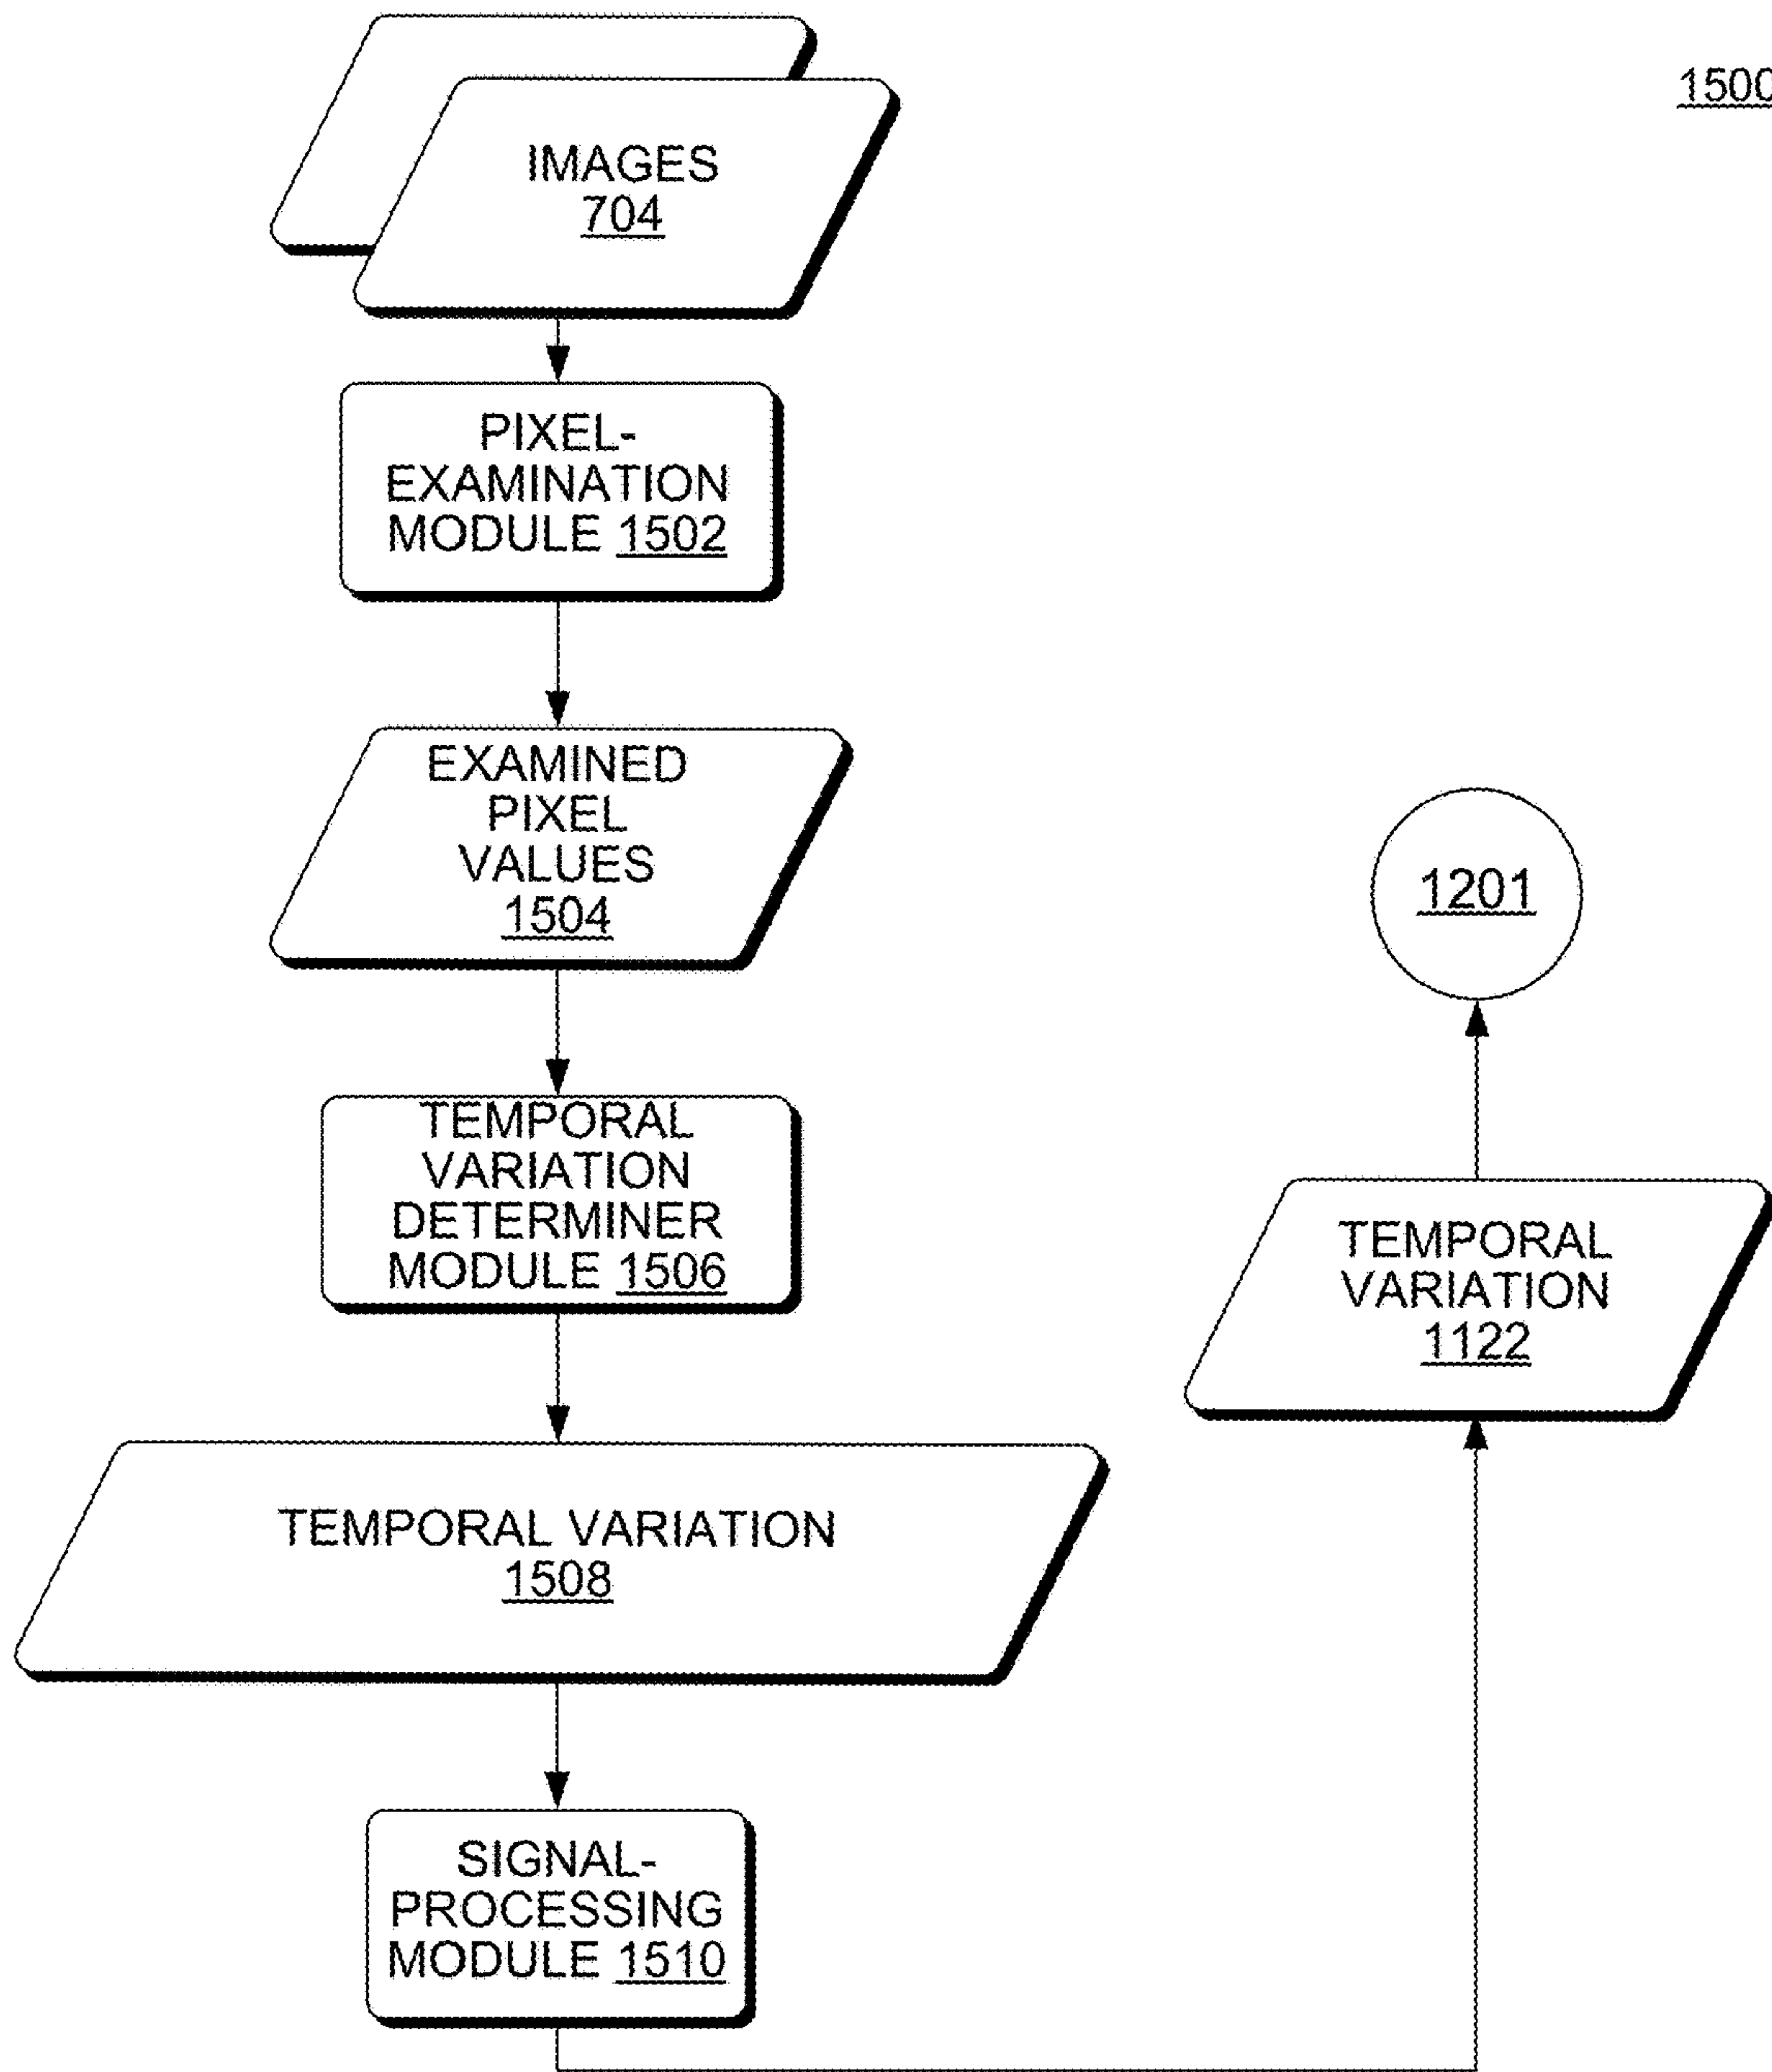 1500
IMAGES
704
PIXEL-
EXAMINATION
MODULE 1502
EXAMINED
PIXEL
VALUES
1504
TEMPORAL
VARIATION
DETERMINER
MODULE 1506
TEMPORAL VARIATION
1508
SIGNAL-
PROCESSING
MODULE 1510
TEMPORAL
VARIATION
1122
1201